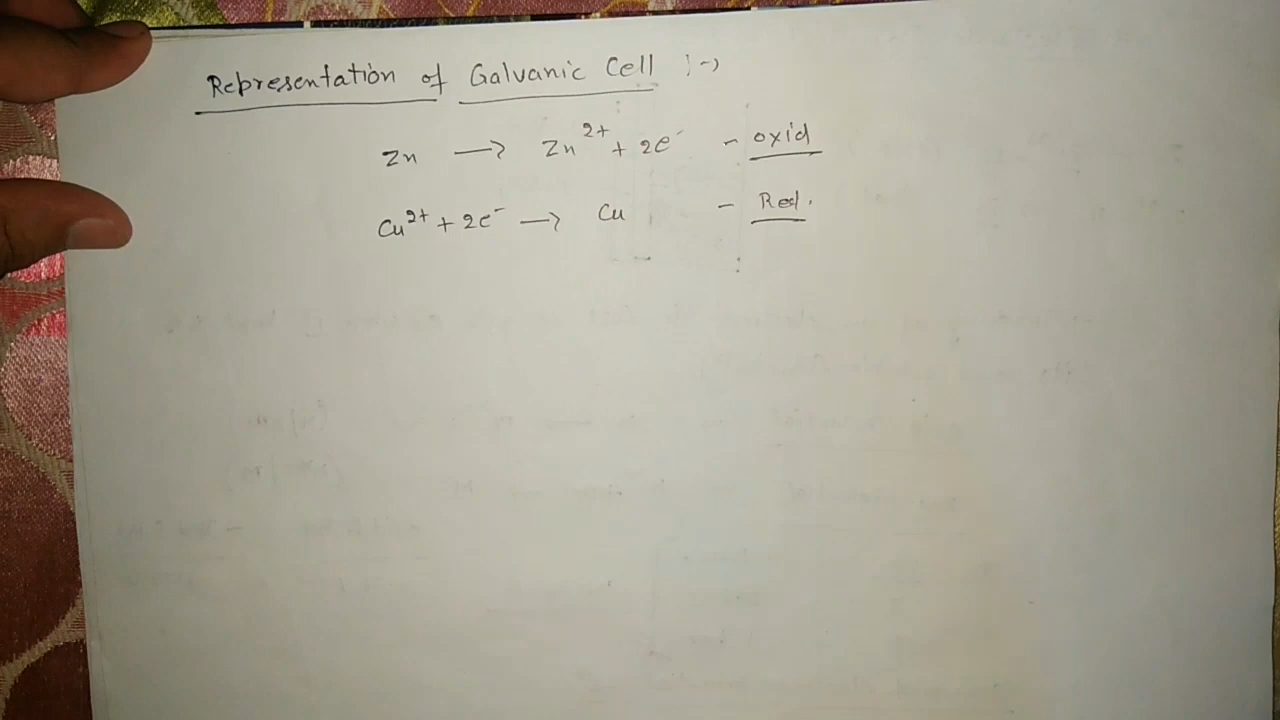 Representation of Galvanic Cell :->
Zn → Zn²⁺ + 2e⁻ - oxid
Cu²⁺ + 2e⁻ → Cu - Red.